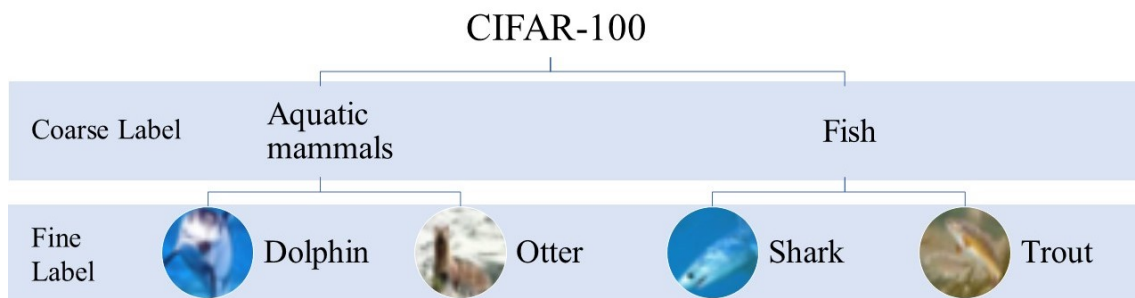 CIFAR-100
Coarse Label
Aquatic
mammals
Fish
Fine
Label
Dolphin
Otter
Shark
Trout